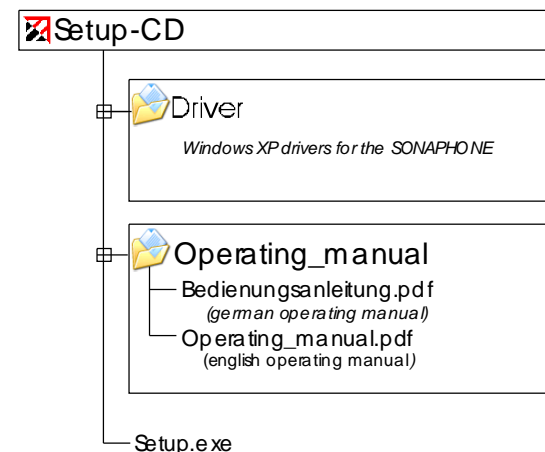 Setup-CD
Driver
Windows XP drivers for the SONAPHONE
Operating_manual
Bedienungsanleitung.pdf
(german operating manual)
Operating_manual.pdf
(english operating manual)
Setup.exe